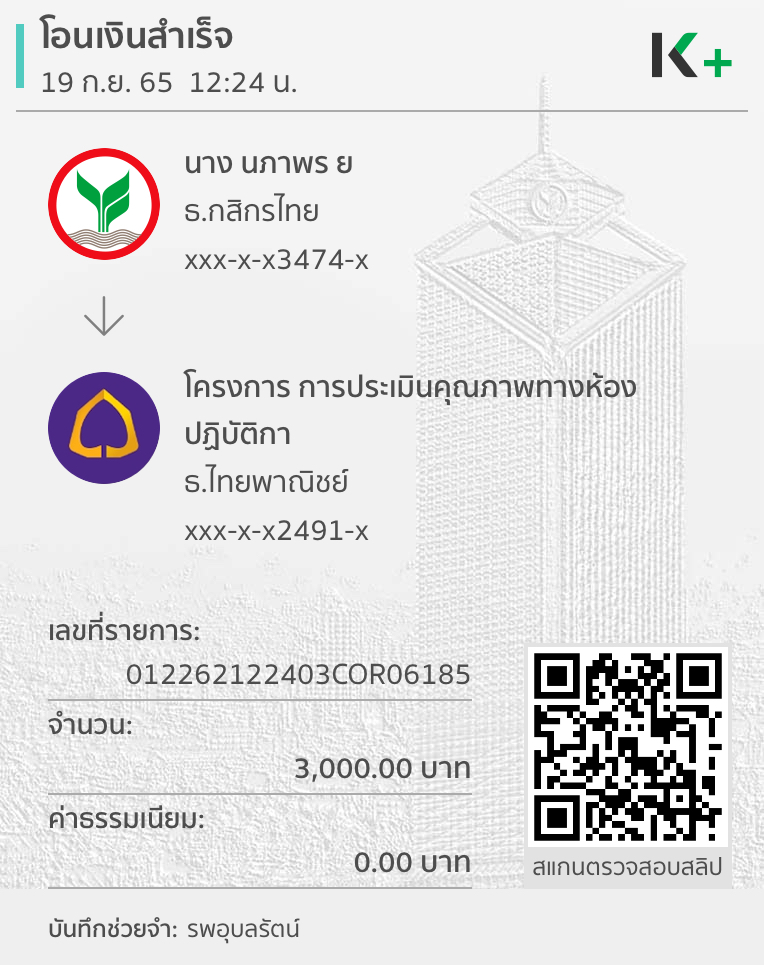 โอนเงินสำเร็จ
19 ก.ย. 65 12:24 น.
K+
นาง นภาพร ย
ธ.กสิกรไทย
xxx-x-x3474-x
โครงการ การประเมินคุณภาพทางห้อง
ปฏิบัติกา
ธ.ไทยพาณิชย์
xxx-x-x2491-x
เลขที่รายการ:
012262122403COR06185
จำนวน:
3,000.00 บาท
ค่าธรรมเนียม:
0.00 บาท
สแกนตรวจสอบสลิป
บันทึกช่วยจำ: รพอุบลรัตน์